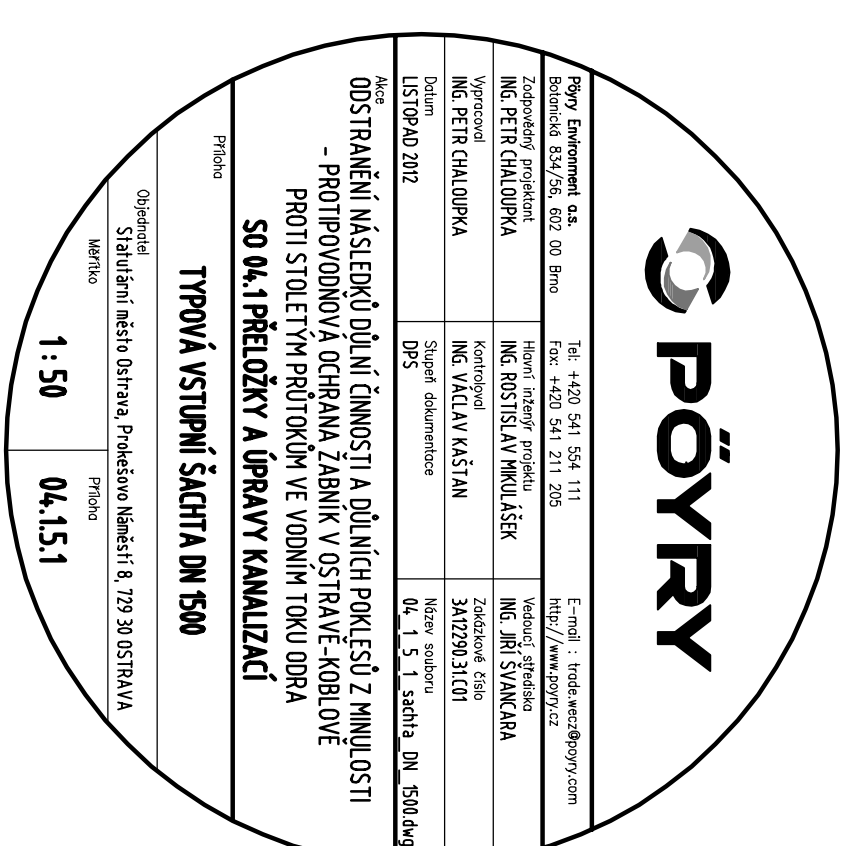 PÖYRY
Pöyry Environment a.s.
Botanická 834/56, 602 00 Brno
Tel: +420 541 554 111
Fax: +420 541 211 205
E-mail : trade.wecz@poyry.com
http://www.poyry.cz
Zodpovědný projektant
ING. PETR CHALOUPKA
Hlavní inženýr projektu
ING. ROSTISLAV MIKULÁŠEK
Vedoucí střediska
ING. JIŘÍ ŠVANCARA
Vypracoval
ING. PETR CHALOUPKA
Kontroloval
ING. VÁCLAV KAŠTAN
Zakázkové číslo
3A12290.31.C01
Datum
LISTOPAD 2012
Stupeň dokumentace
DPS
Název souboru
04_1_5_1_sachta_DN_1500.dwg
Akce
ODSTRANĚNÍ NÁSLEDKŮ DŮLNÍ ČINNOSTI A DŮLNÍCH POKLESŮ Z MINULOSTI
- PROTIPOVODŇOVÁ OCHRANA ŽABNÍK V OSTRAVĚ-KOBLOVĚ
PROTI STOLETÝM PRŮTOKŮM VE VODNÍM TOKU ODRA
SO 04.1 PŘELOŽKY A ÚPRAVY KANALIZACÍ
Příloha
TYPOVÁ VSTUPNÍ ŠACHTA DN 1500
Objednatel
Statutární město Ostrava, Prokešovo Náměstí 8, 729 30 OSTRAVA
Měřítko
1 : 50
Příloha
04.1.5.1